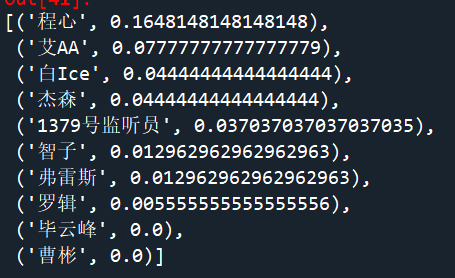 Out[41]:
[('程心', 0.1648148148148148),
('艾AA', 0.07777777777777779),
('白Ice', 0.04444444444444444),
('杰森', 0.04444444444444444),
('1379号监听员', 0.037037037037037035),
('智子', 0.012962962962962963),
('弗雷斯', 0.012962962962962963),
('罗辑', 0.005555555555555556),
('毕云峰', 0.0),
('曹彬', 0.0)]